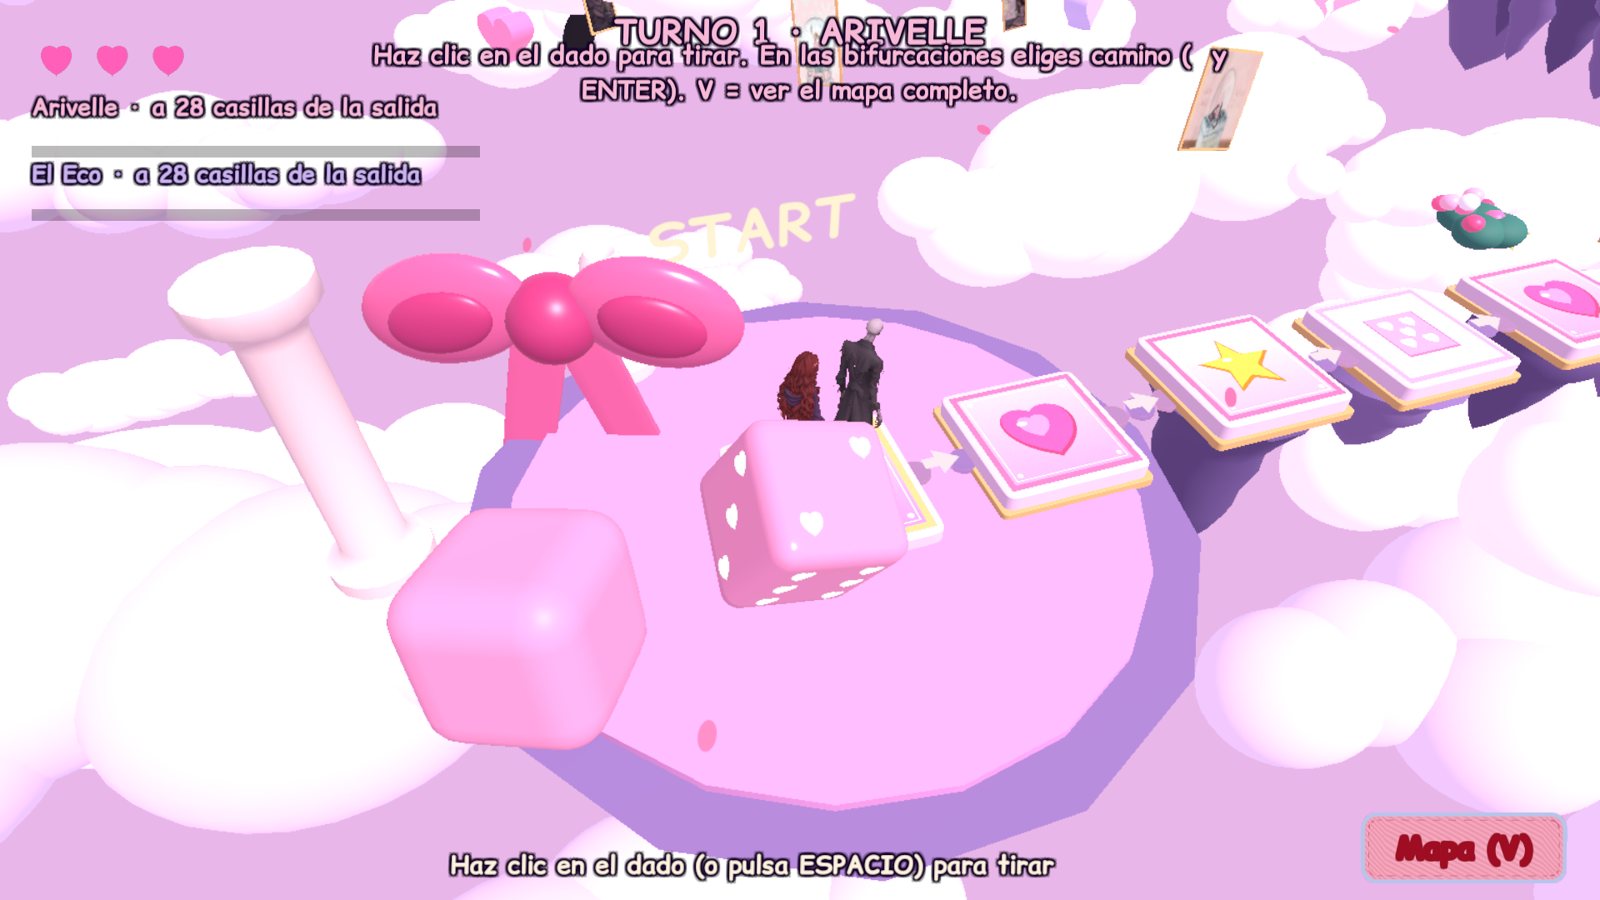 TURNO 1 · ARIVELLE
Haz clic en el dado para tirar. En las bifurcaciones eliges camino ( y
ENTER). V = ver el mapa completo.
Arivelle · a 28 casillas de la salida
El Eco · a 28 casillas de la salida
START
Haz clic en el dado (o pulsa ESPACIO) para tirar
Mapa (V)